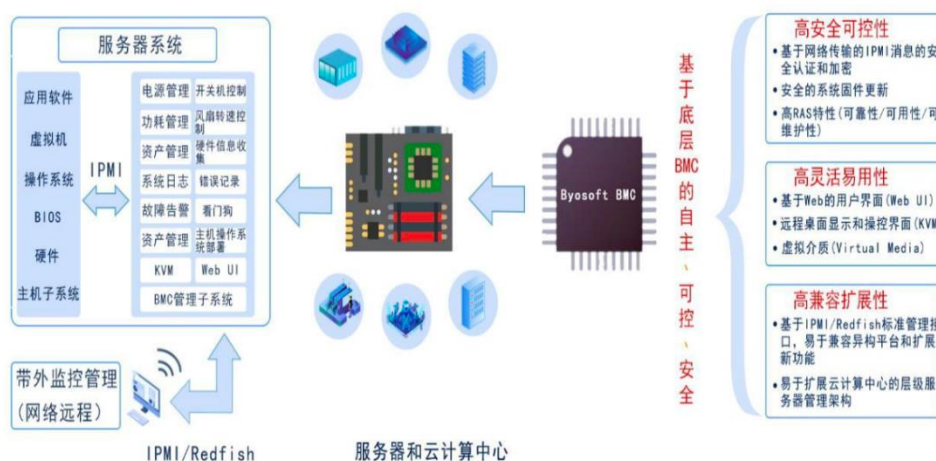 服务器系统
应用软件
虚拟机
操作系统
BIOS
硬件
主机子系统
IPMI
电源管理 开关机控制
功耗管理 风扇转速控
制
资产管理 硬件信息收
集
系统日志 错误记录
故障告警 看门狗
资产管理 主机操作系
统部署
KVM Web UI
BMC管理子系统
带外监控管理
(网络远程)
IPMI/Redfish
服务器和云计算中心
Byosoft BMC
基于底层BMC的自主、可控、安全
高安全可控性
•基于网络传输的IPMI消息的安
全认证和加密
•安全的系统固件更新
•高RAS特性(可靠性/可用性/可
维护性)
高灵活易用性
•基于Web的用户界面(Web UI)
•远程桌面显示和操控界面(KVM
•虚拟介质(Virtual Media)
高兼容扩展性
•基于IPMI/Redfish标准管理接
口，易于兼容异构平台和扩展
新功能
•易于扩展云计算中心的层级服
务器管理架构